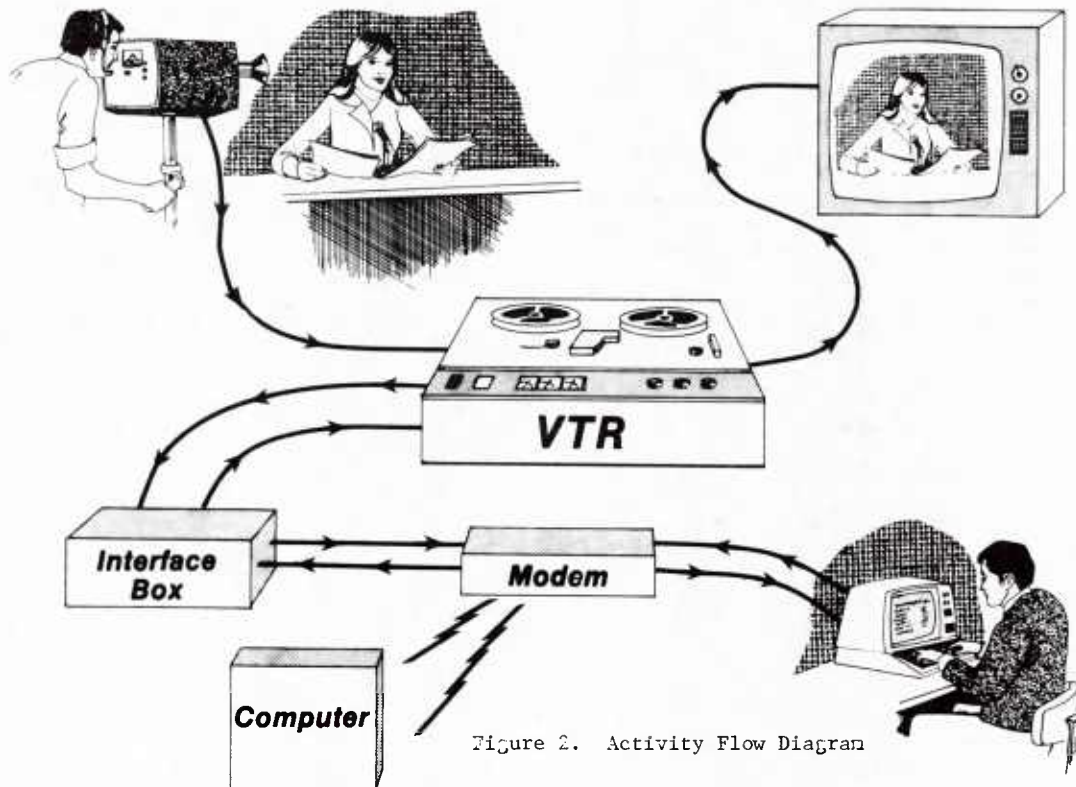 VTR
Interface
Box
Modem
Computer
Figure 2. Activity Flow Diagram